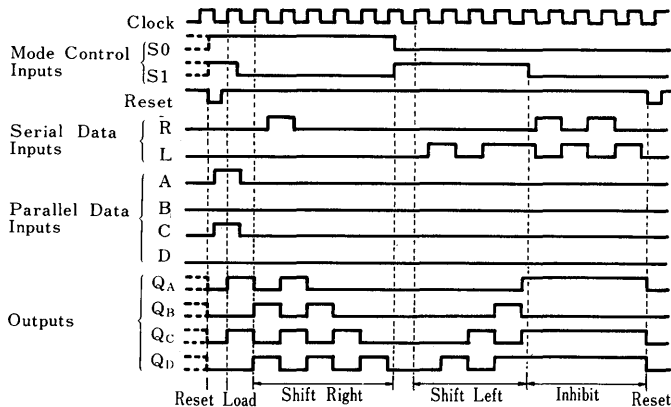 Clock
Mode Control Inputs
S0
S1
Reset
Serial Data Inputs
R
L
Parallel Data Inputs
A
B
C
D
Outputs
QA
QB
QC
QD
Reset Load Shift Right Shift Left Inhibit Reset